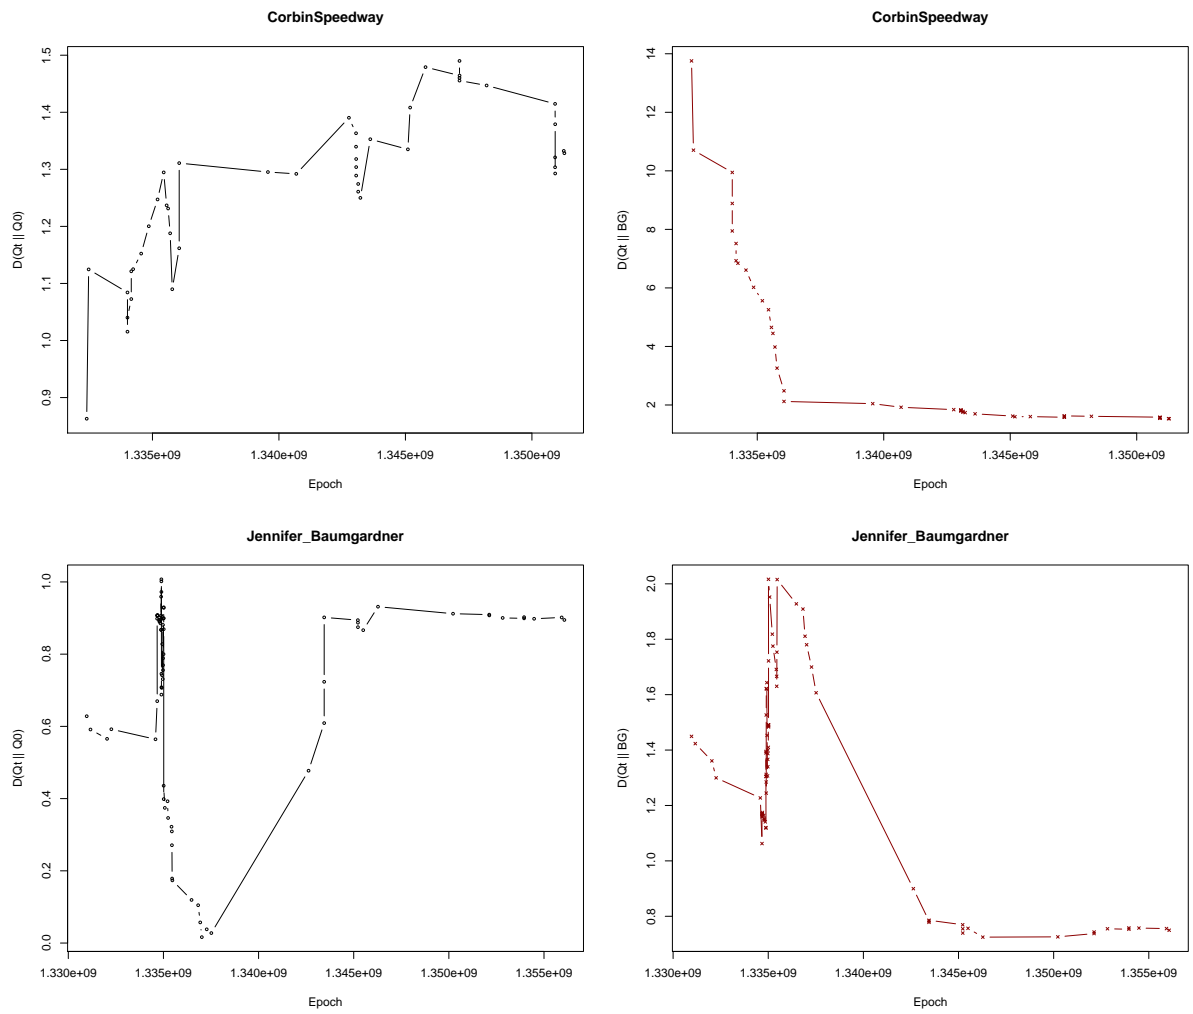 CorbinSpeedway
D(Qt || Q0)
1.5
1.4
1.3
1.2
1.1
1.0
0.9
1.335e+09 1.340e+09 1.345e+09 1.350e+09
Epoch
CorbinSpeedway
D(Qt || BG)
14
12
10
8
6
4
2
1.335e+09 1.340e+09 1.345e+09 1.350e+09
Epoch
Jennifer_Baumgardner
D(Qt || Q0)
1.0
0.8
0.6
0.4
0.2
0.0
1.330e+09 1.335e+09 1.340e+09 1.345e+09 1.350e+09 1.355e+09
Epoch
Jennifer_Baumgardner
D(Qt || BG)
2.0
1.8
1.6
1.4
1.2
1.0
0.8
1.330e+09 1.335e+09 1.340e+09 1.345e+09 1.350e+09 1.355e+09
Epoch